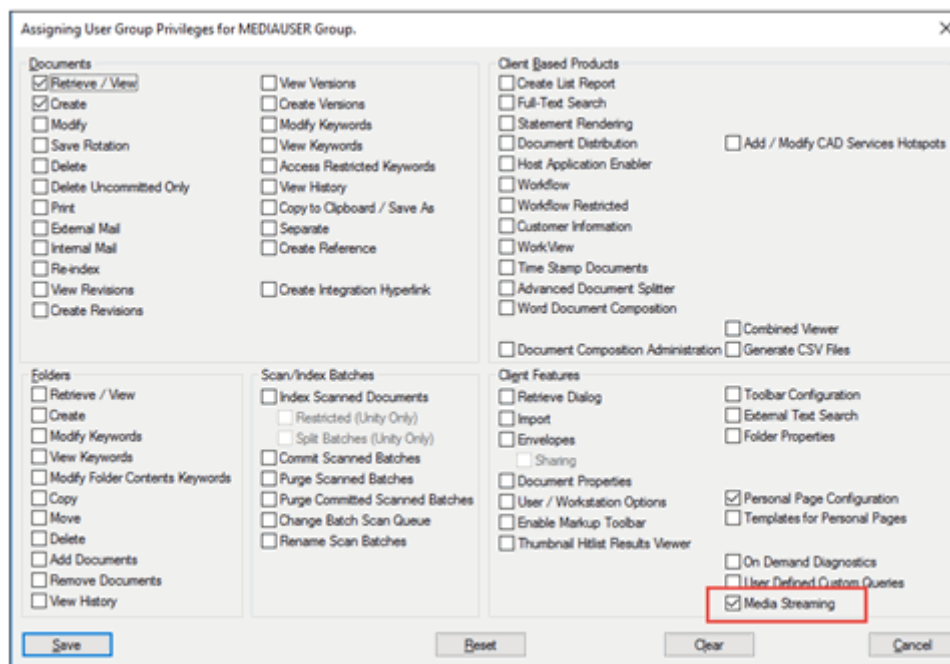 Assigning User Group Privileges for MEDIAUSER Group.
Documents
Retrieve / View
Create
Modify
Save Rotation
Delete
Delete Uncommitted Only
Print
External Mail
Internal Mail
Re-index
View Revisions
Create Revisions
View Versions
Create Versions
Modify Keywords
View Keywords
Access Restricted Keywords
View History
Copy to Clipboard / Save As
Separate
Create Reference
Create Integration Hyperlink
Client Based Products
Create List Report
Full-Text Search
Statement Rendering
Document Distribution
Host Application Enabler
Workflow
Workflow Restricted
Customer Information
WorkView
Time Stamp Documents
Advanced Document Splitter
Word Document Composition
Document Composition Administration
Add / Modify CAD Services Hotspots
Combined Viewer
Generate CSV Files
Folders
Retrieve / View
Create
Modify Keywords
View Keywords
Modify Folder Contents Keywords
Copy
Move
Delete
Add Documents
Remove Documents
View History
Scan/Index Batches
Index Scanned Documents
Restricted (Unity Only)
Split Batches (Unity Only)
Commit Scanned Batches
Purge Scanned Batches
Purge Committed Scanned Batches
Change Batch Scan Queue
Rename Scan Batches
Client Features
Retrieve Dialog
Import
Envelopes
Sharing
Document Properties
User / Workstation Options
Enable Markup Toolbar
Thumbnail Hitlist Results Viewer
Toolbar Configuration
External Text Search
Folder Properties
Personal Page Configuration
Templates for Personal Pages
On Demand Diagnostics
User Defined Custom Queries
Media Streaming
Save
Reset
Clear
Cancel